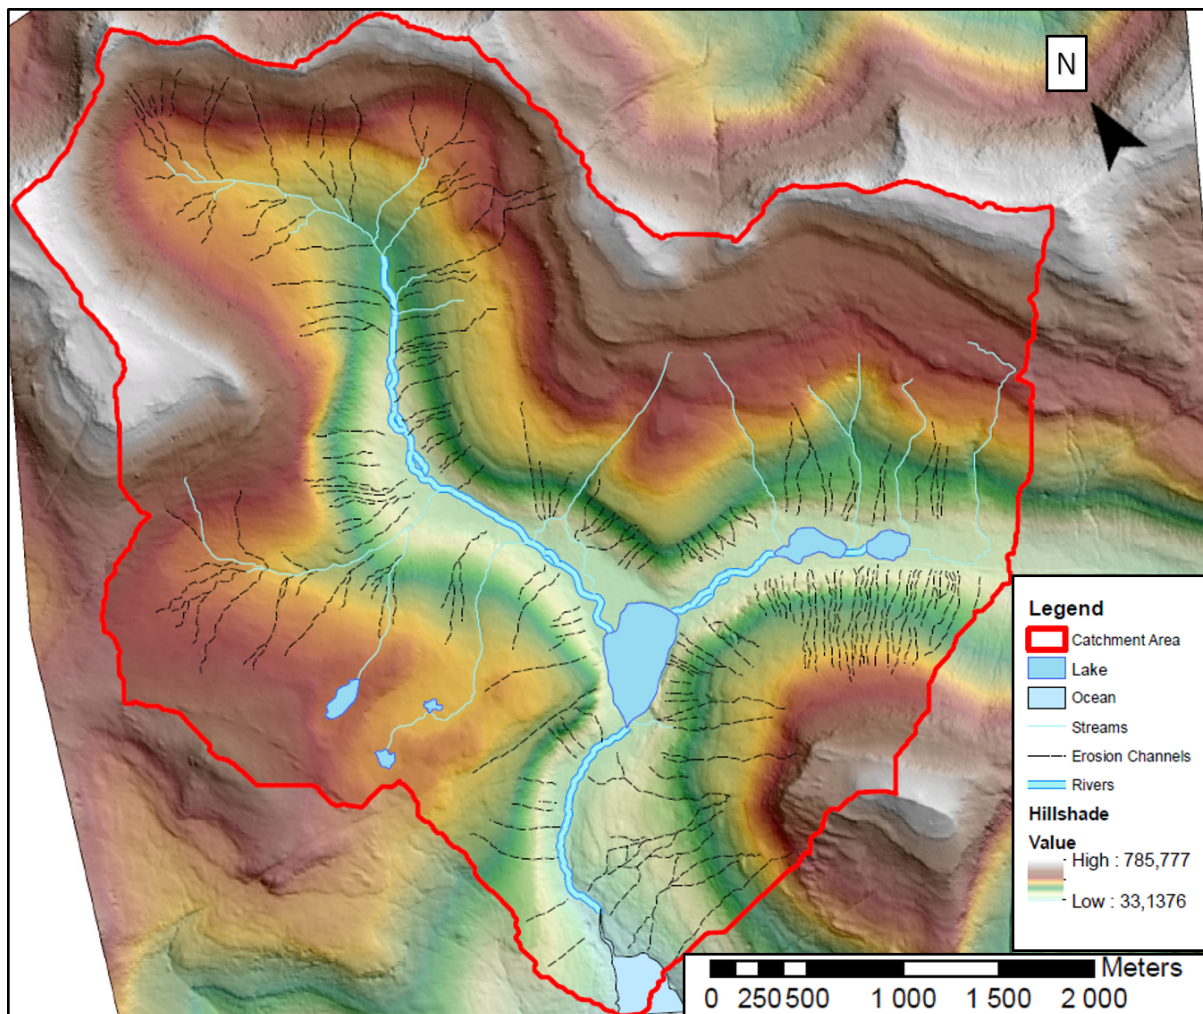 N
Legend
Catchment Area
Lake
Ocean
Streams
Erosion Channels
Rivers
Hillshade
Value
High : 785,777
Low : 33,1376
Meters
0 250 500 1 000 1 500 2 000